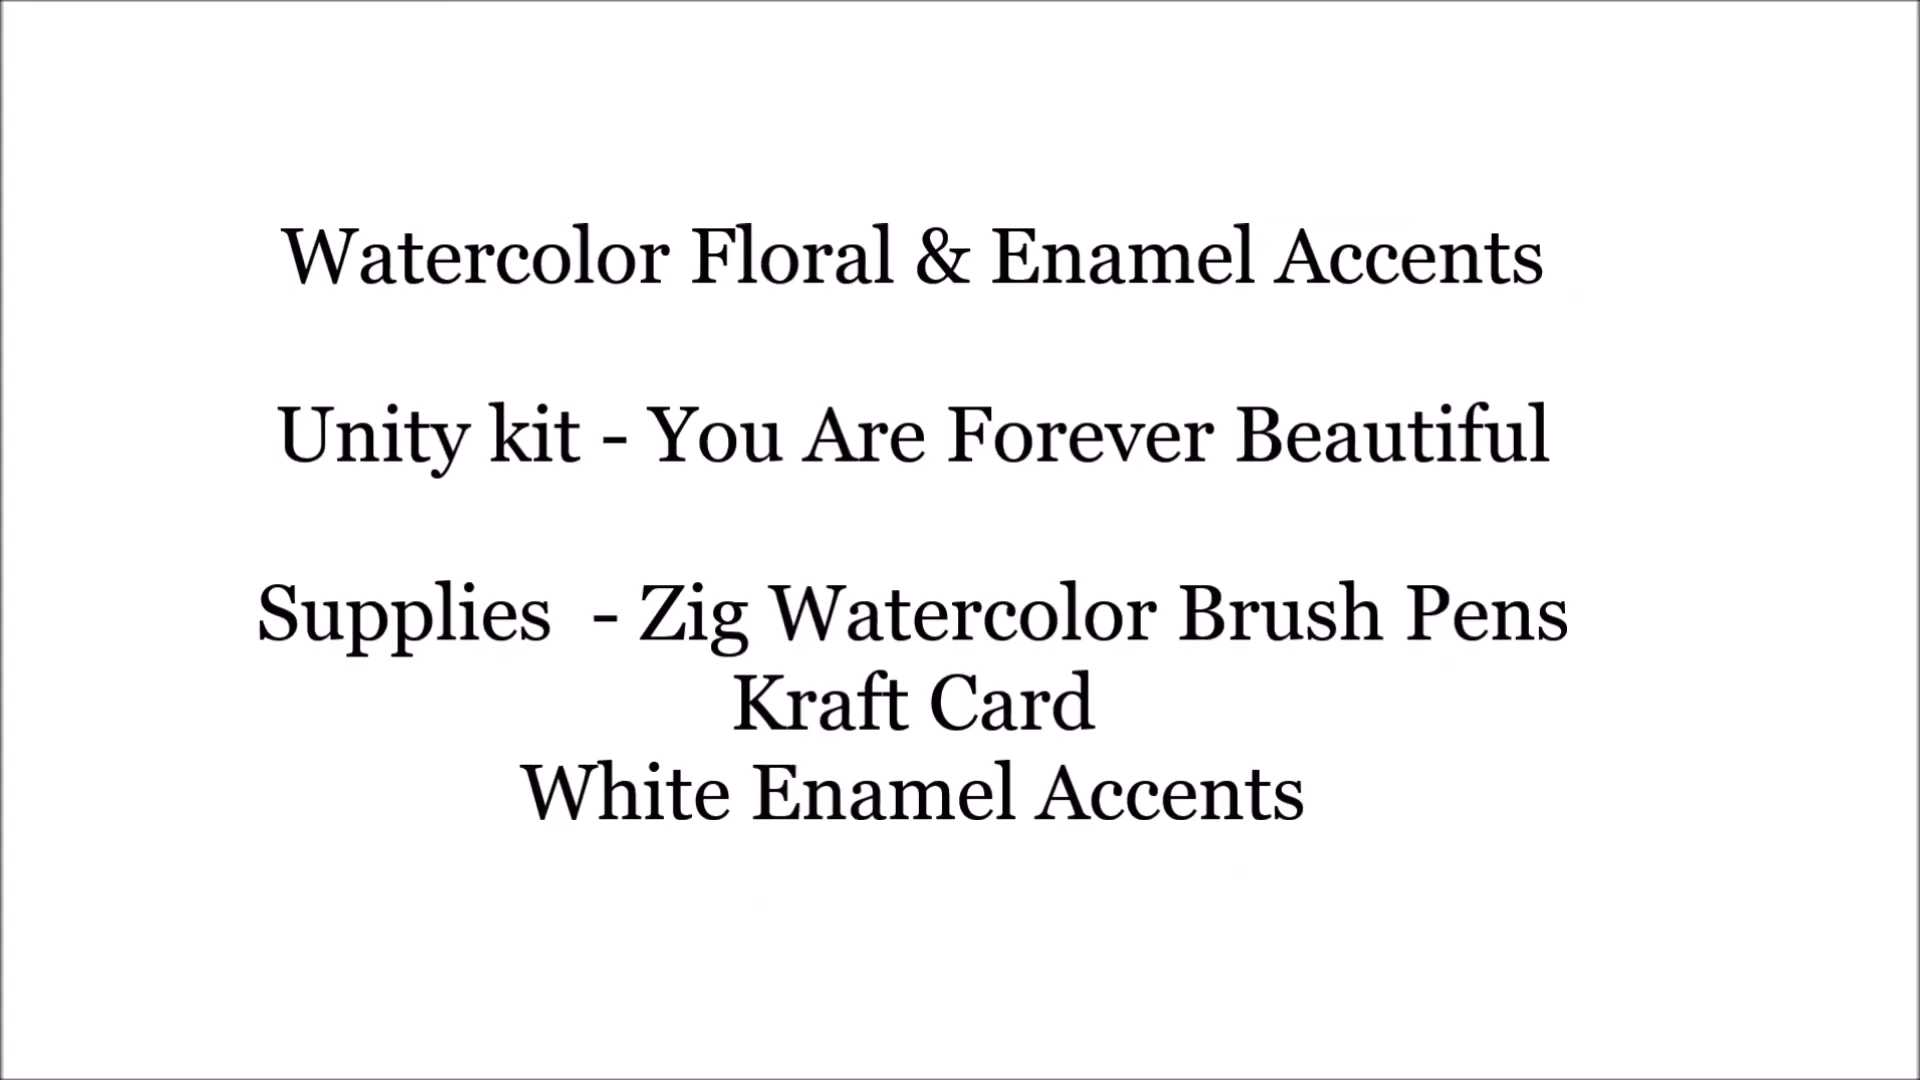 Watercolor Floral & Enamel Accents
Unity kit - You Are Forever Beautiful
Supplies  - Zig Watercolor Brush Pens
Kraft Card
White Enamel Accents